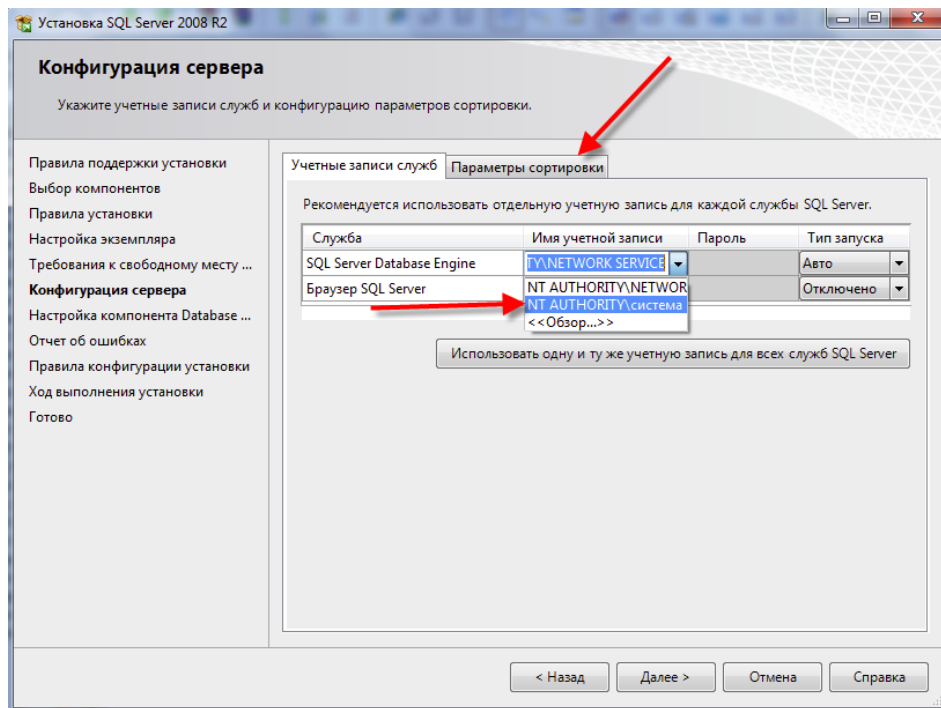 Установка SQL Server 2008 R2
Конфигурация сервера
Укажите учетные записи служб и конфигурацию параметров сортировки.
Правила поддержки установки
Выбор компонентов
Правила установки
Настройка экземпляра
Требования к свободному месту ...
Конфигурация сервера
Настройка компонента Database ...
Отчет об ошибках
Правила конфигурации установки
Ход выполнения установки
Готово
Учетные записи служб Параметры сортировки
Рекомендуется использовать отдельную учетную запись для каждой службы SQL Server.
Служба Имя учетной записи Пароль Тип запуска
SQL Server Database Engine TY\NETWORK SERVICE Авто
Браузер SQL Server NT AUTHORITY\NETWOR Отключено
NT AUTHORITY\система
<<Обзор...>>
Использовать одну и ту же учетную запись для всех служб SQL Server
< Назад Далее > Отмена Справка